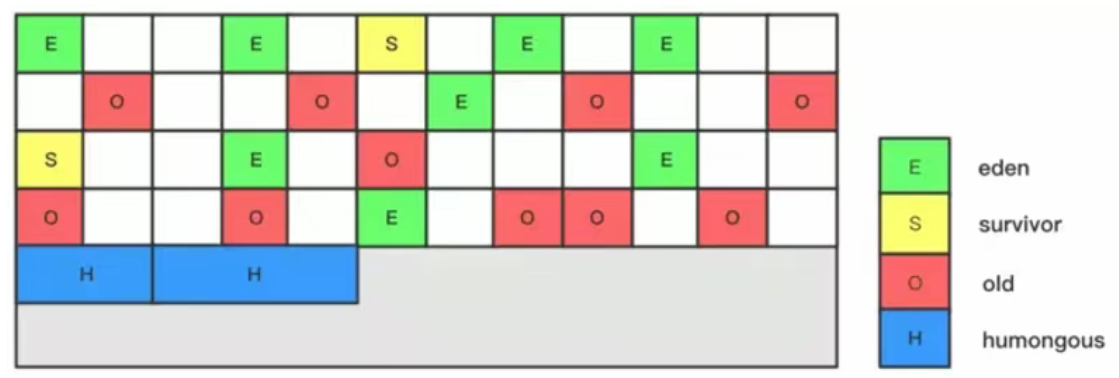 E E S E E
O O E O O
S E O E
O O E O O O
H H
E eden
S survivor
O old
H humongous